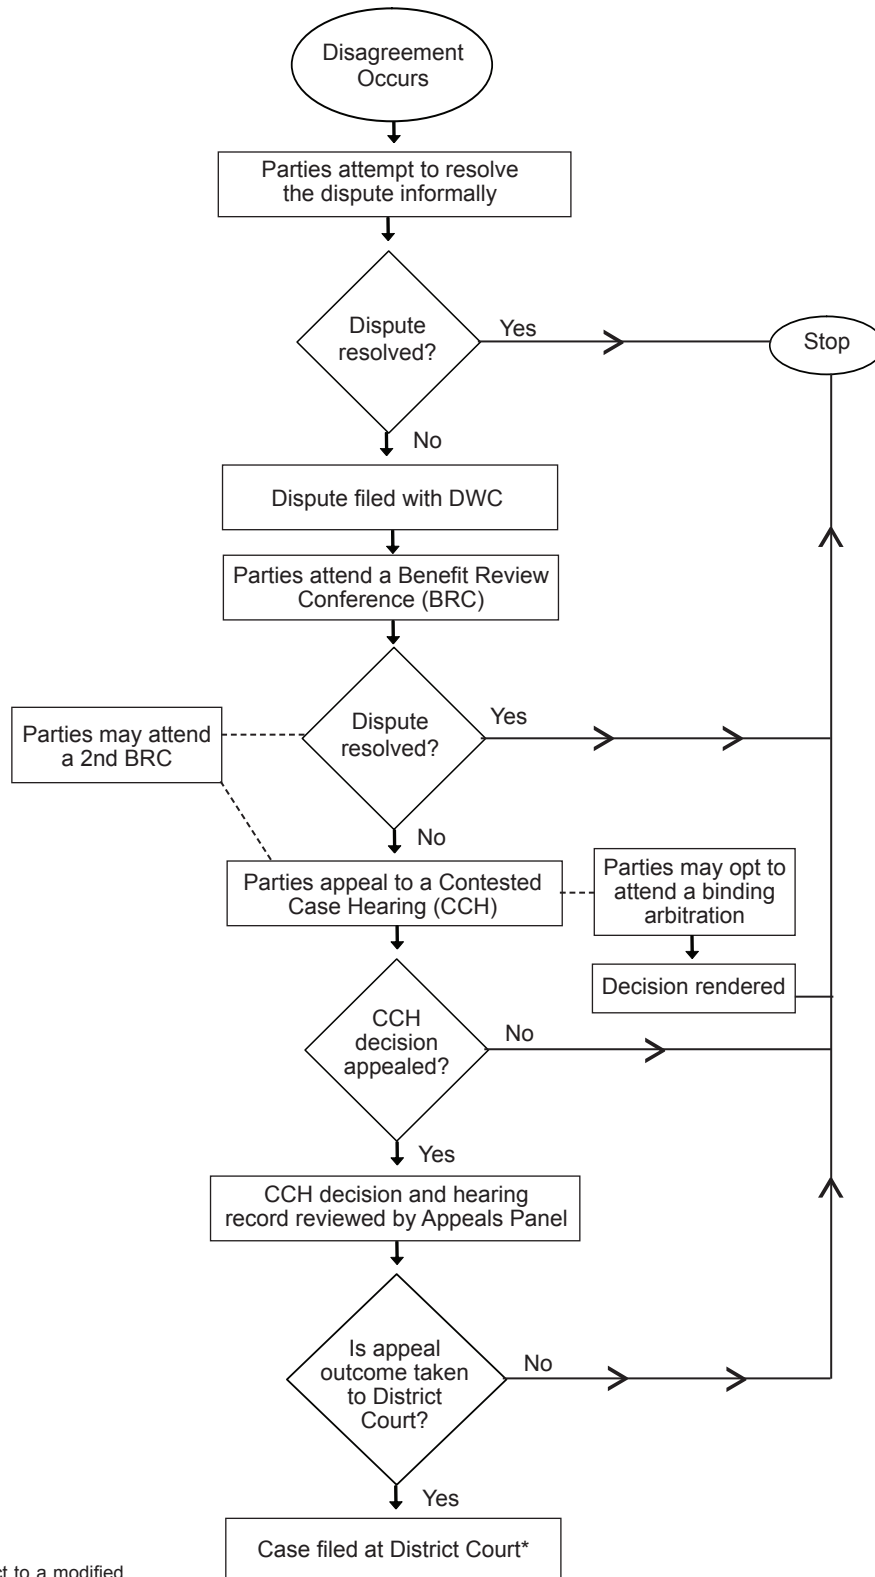 Disagreement
Occurs
Parties attempt to resolve
the dispute informally
Dispute
resolved?
Yes
Stop
No
Dispute filed with DWC
Parties attend a Benefit Review
Conference (BRC)
Parties may attend
a 2nd BRC
Dispute
resolved?
Yes
No
Parties appeal to a Contested
Case Hearing (CCH)
Parties may opt to
attend a binding
arbitration
Decision rendered
CCH
decision
appealed?
No
Yes
CCH decision and hearing
record reviewed by Appeals Panel
Is appeal
outcome taken
to District
Court?
No
Yes
Case filed at District Court*
to a modified